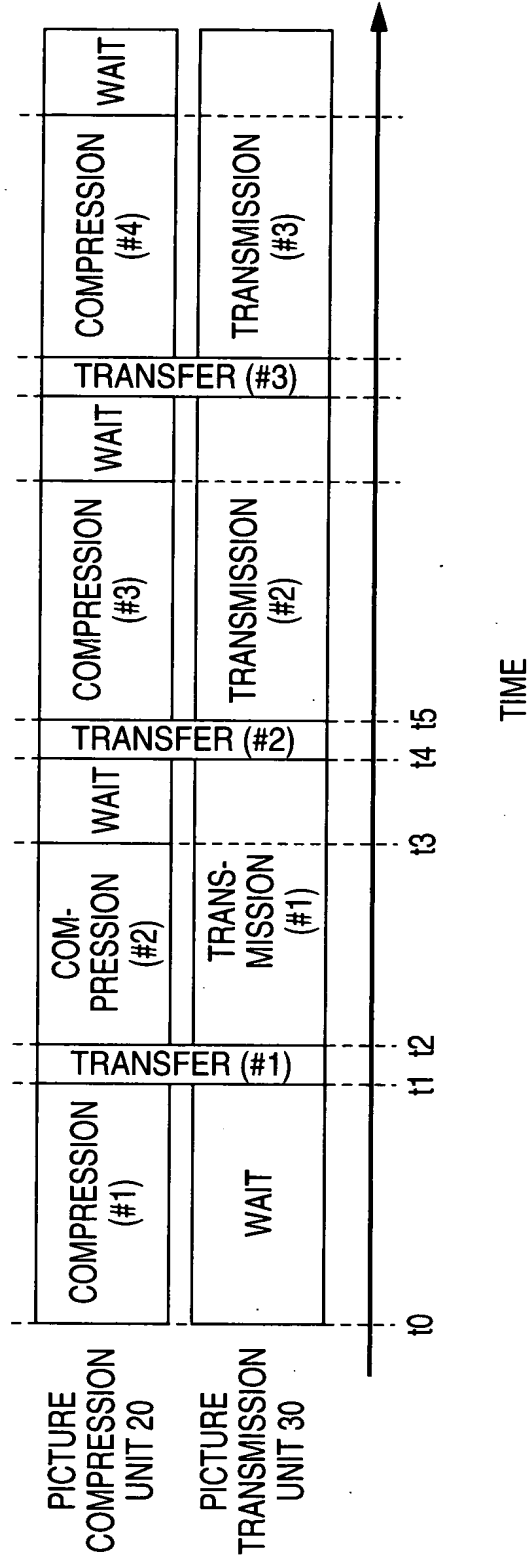 PICTURE
COMPRESSION
UNIT 20
COMPRESSION
(#1)
TRANSFER (#1)
COM-
PRESSION
(#2)
WAIT
TRANSFER (#2)
COMPRESSION
(#3)
WAIT
TRANSFER (#3)
COMPRESSION
(#4)
WAIT
PICTURE
TRANSMISSION
UNIT 30
WAIT
TRANS-
MISSION
(#1)
TRANSMISSION
(#2)
TRANSMISSION
(#3)
t0
t1
t2
t3
t4
t5
TIME